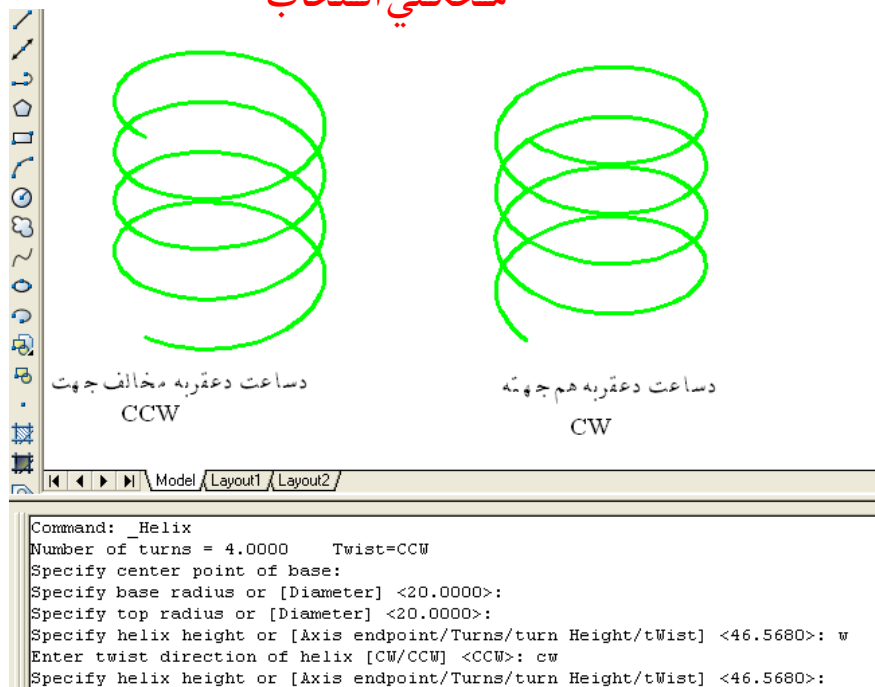 دساعت دعقربه مخالف جهت
CCW
دساعت دعقربه هم جهته
CW
Model Layout1 Layout2
Command: _Helix
Number of turns = 4.0000 Twist=CCW
Specify center point of base:
Specify base radius or [Diameter] <20.0000>:
Specify top radius or [Diameter] <20.0000>:
Specify helix height or [Axis endpoint/Turns/turn Height/tWist] <46.5680>: w
Enter twist direction of helix [CW/CCW] <CCW>: cw
Specify helix height or [Axis endpoint/Turns/turn Height/tWist] <46.5680>: